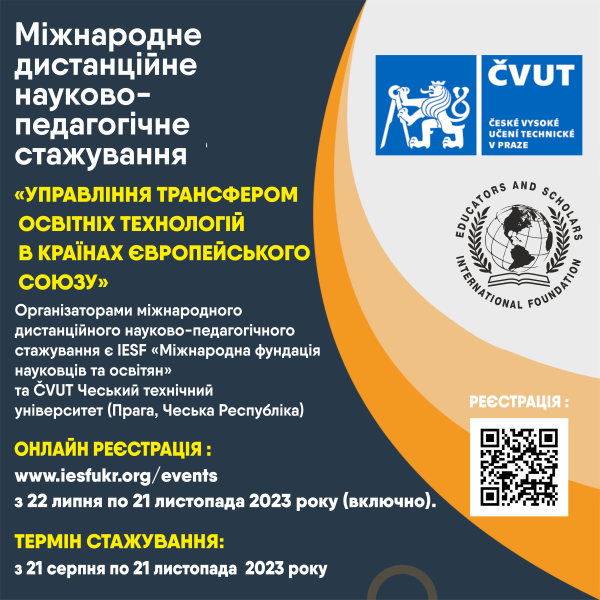 Міжнародне
дистанційне
науково-
педагогічне
стажування
«УПРАВЛІННЯ ТРАНСФЕРОМ
ОСВІТНІХ ТЕХНОЛОГІЙ
В КРАЇНАХ ЄВРОПЕЙСЬКОГО
СОЮЗУ»
Організаторами міжнародного
дистанційного науково-педагогічного
стажування є IESF «Міжнародна фундація
науковців та освітян»
та ČVUT Чеський технічний
університет (Прага, Чеська Республіка)
ОНЛАЙН РЕЄСТРАЦІЯ :
www.iesfukr.org/events
з 22 липня по 21 листопада 2023 року (включно).
ТЕРМІН СТАЖУВАННЯ:
з 21 серпня по 21 листопада 2023 року
ČVUT
ČESKÉ VYSOKÉ
UČENÍ TECHNICKÉ
V PRAZE
EDUCATORS AND SCHOLARS
INTERNATIONAL FOUNDATION
РЕЄСТРАЦІЯ :